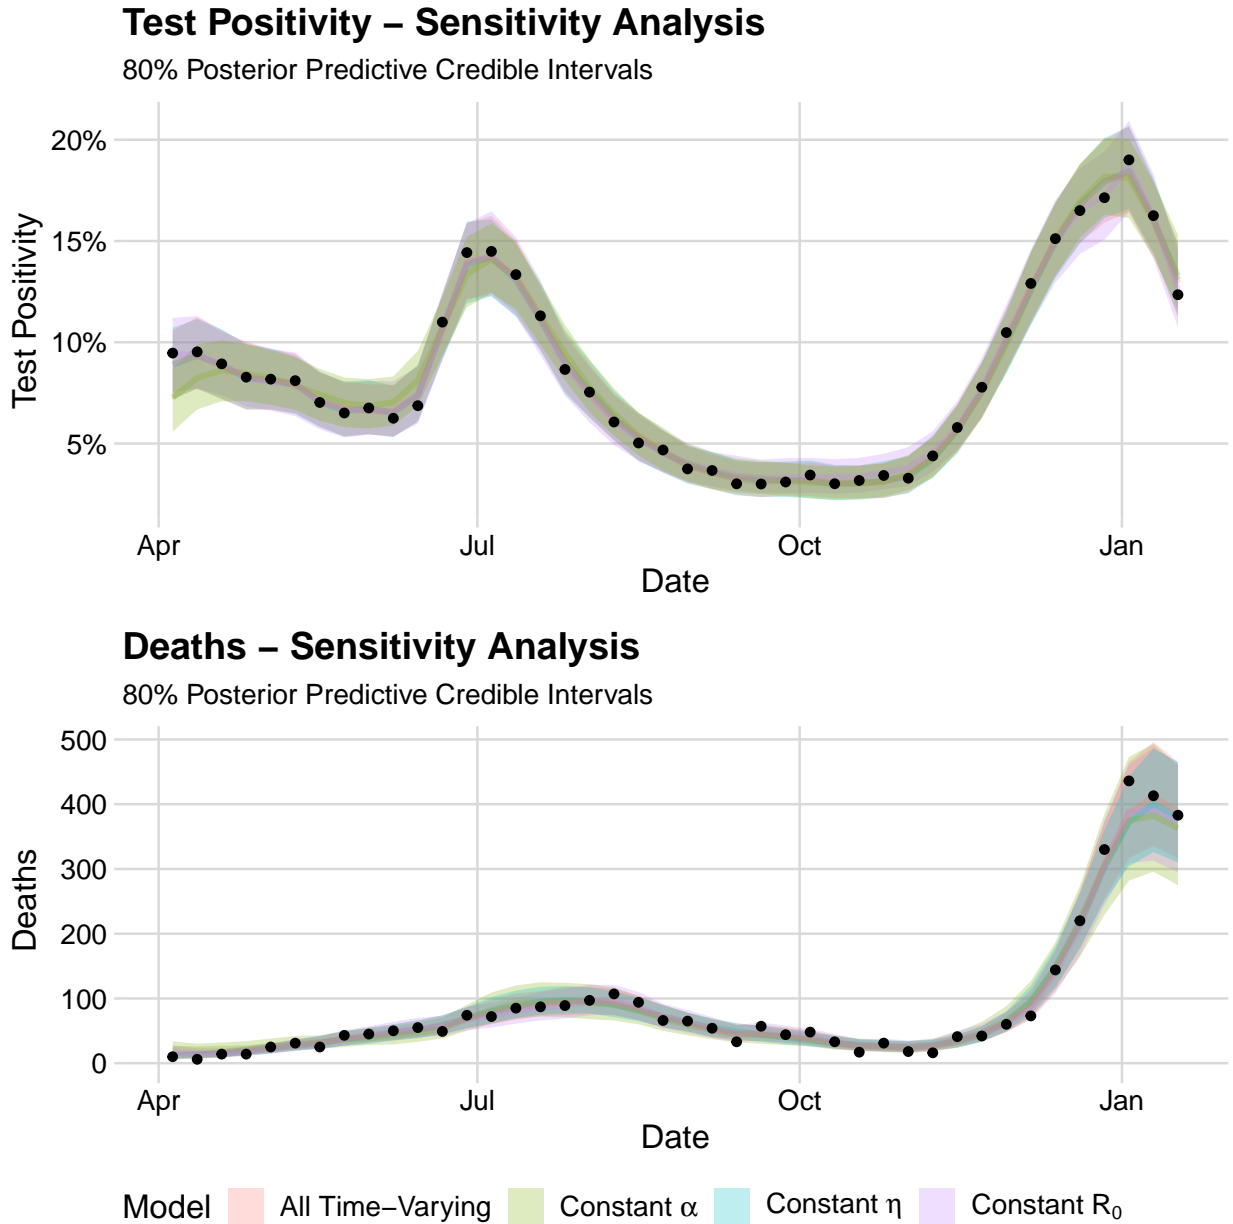 Test Positivity – Sensitivity Analysis
80% Posterior Predictive Credible Intervals
Test Positivity
20%
15%
10%
5%
Apr Jul Oct Jan
Date
Deaths – Sensitivity Analysis
80% Posterior Predictive Credible Intervals
Deaths
500
400
300
200
100
0
Apr Jul Oct Jan
Date
Model All Time−Varying Constant α Constant η Constant R₀